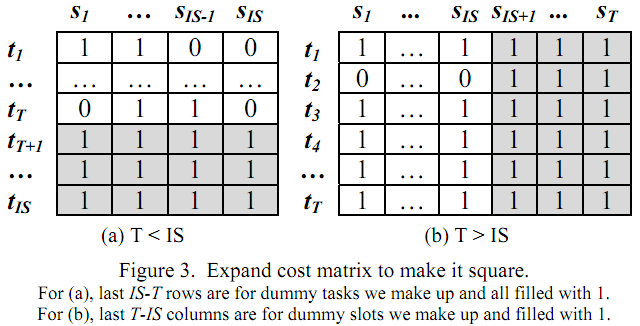 s1 … sIS-1 sIS
t1 1 1 0 0
… … … … …
tT 0 1 1 0
tT+1 1 1 1 1
… 1 1 1 1
tIS 1 1 1 1
(a) T < IS
s1 ... sIS sIS+1 ... sT
t1 1 … 1 1 1 1
t2 0 … 0 1 1 1
t3 1 … 1 1 1 1
t4 1 … 1 1 1 1
… 1 … 1 1 1 1
tT 1 … 1 1 1 1
(b) T > IS
Figure 3. Expand cost matrix to make it square.
For (a), last IS-T rows are for dummy tasks we make up and all filled with 1.
For (b), last T-IS columns are for dummy slots we make up and filled with 1.